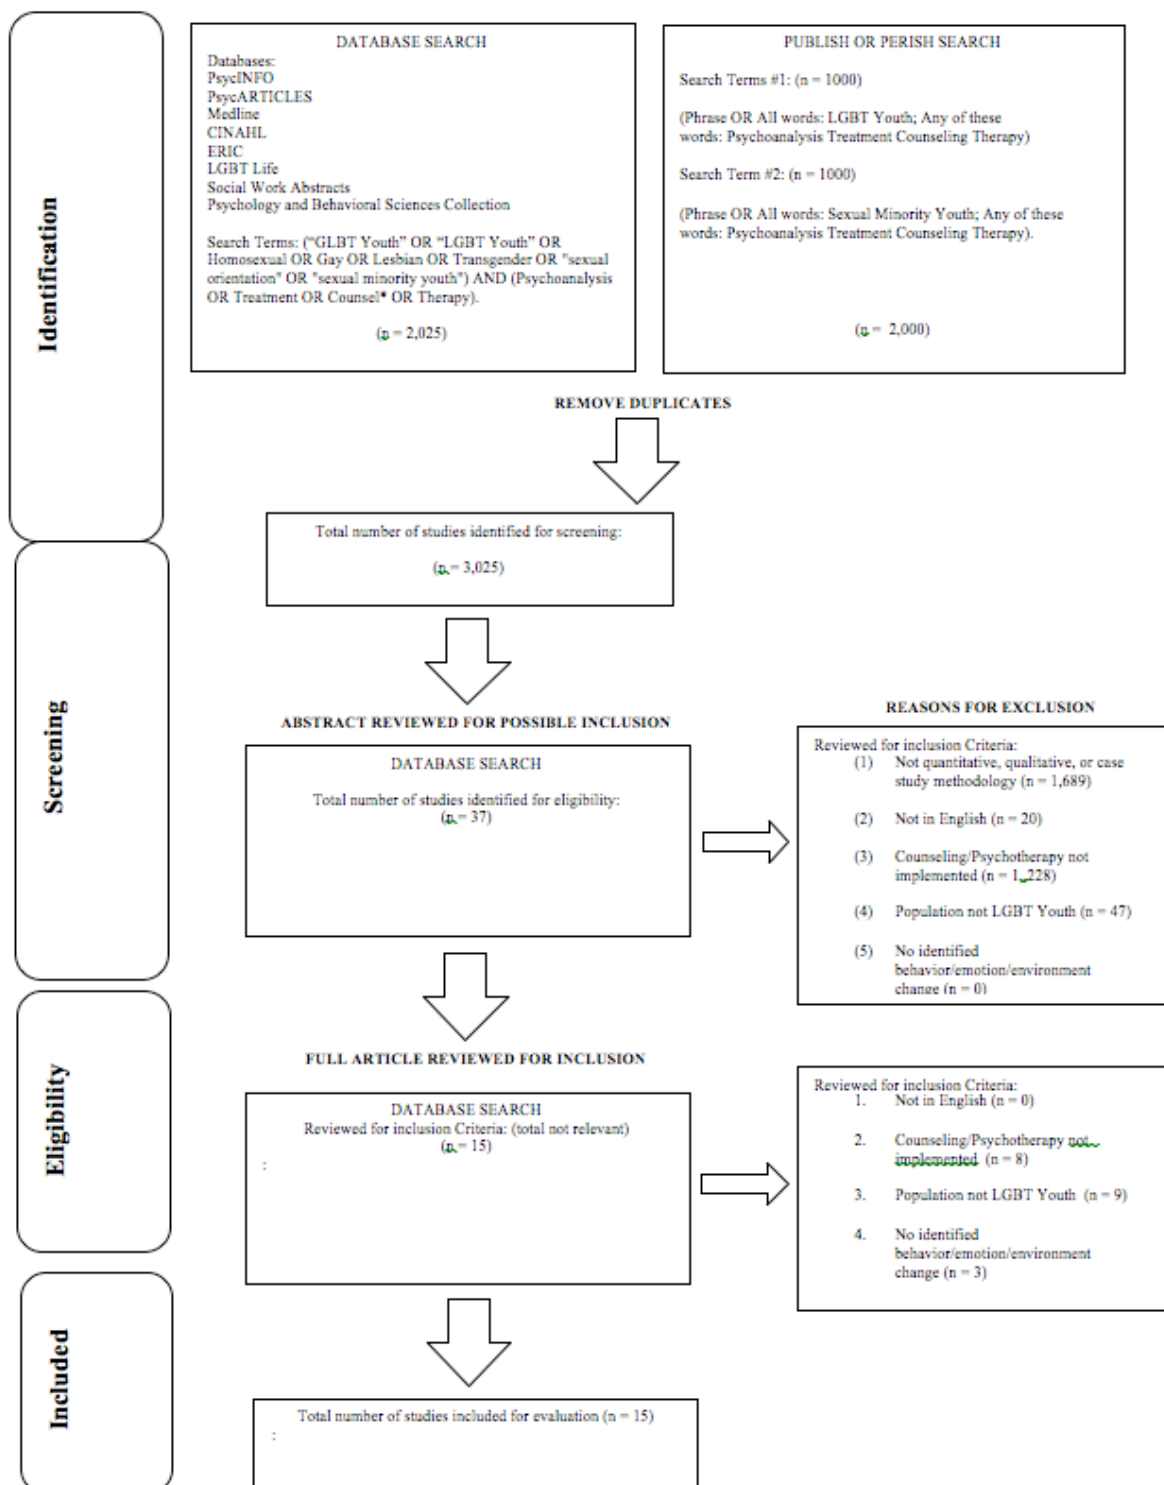 Identification
DATABASE SEARCH
Databases:
PsycINFO
PsycARTICLES
Medline
CINAHL
ERIC
LGBT Life
Social Work Abstracts
Psychology and Behavioral Sciences Collection
Search Terms: (“GLBT Youth” OR “LGBT Youth” OR
Homosexual OR Gay OR Lesbian OR Transgender OR "sexual
orientation" OR "sexual minority youth") AND (Psychoanalysis
OR Treatment OR Counsel* OR Therapy).
(n = 2,025)
PUBLISH OR PERISH SEARCH
Search Terms #1: (n = 1000)
(Phrase OR All words: LGBT Youth; Any of these
words: Psychoanalysis Treatment Counseling Therapy)
Search Term #2: (n = 1000)
(Phrase OR All words: Sexual Minority Youth; Any of these
words: Psychoanalysis Treatment Counseling Therapy).
(n = 2,000)
REMOVE DUPLICATES
Total number of studies identified for screening:
(n = 3,025)
Screening
ABSTRACT REVIEWED FOR POSSIBLE INCLUSION
DATABASE SEARCH
Total number of studies identified for eligibility:
(n = 37)
REASONS FOR EXCLUSION
Reviewed for inclusion Criteria:
(1) Not quantitative, qualitative, or case
study methodology (n = 1,689)
(2) Not in English (n = 20)
(3) Counseling/Psychotherapy not
implemented (n = 1,,228)
(4) Population not LGBT Youth (n = 47)
(5) No identified
behavior/emotion/environment
change (n = 0)
Eligibility
FULL ARTICLE REVIEWED FOR INCLUSION
DATABASE SEARCH
Reviewed for inclusion Criteria: (total not relevant)
(n = 15)
:
Reviewed for inclusion Criteria:
1. Not in English (n = 0)
2. Counseling/Psychotherapy not
implemented (n = 8)
3. Population not LGBT Youth (n = 9)
4. No identified
behavior/emotion/environment
change (n = 3)
Included
Total number of studies included for evaluation (n = 15)
: